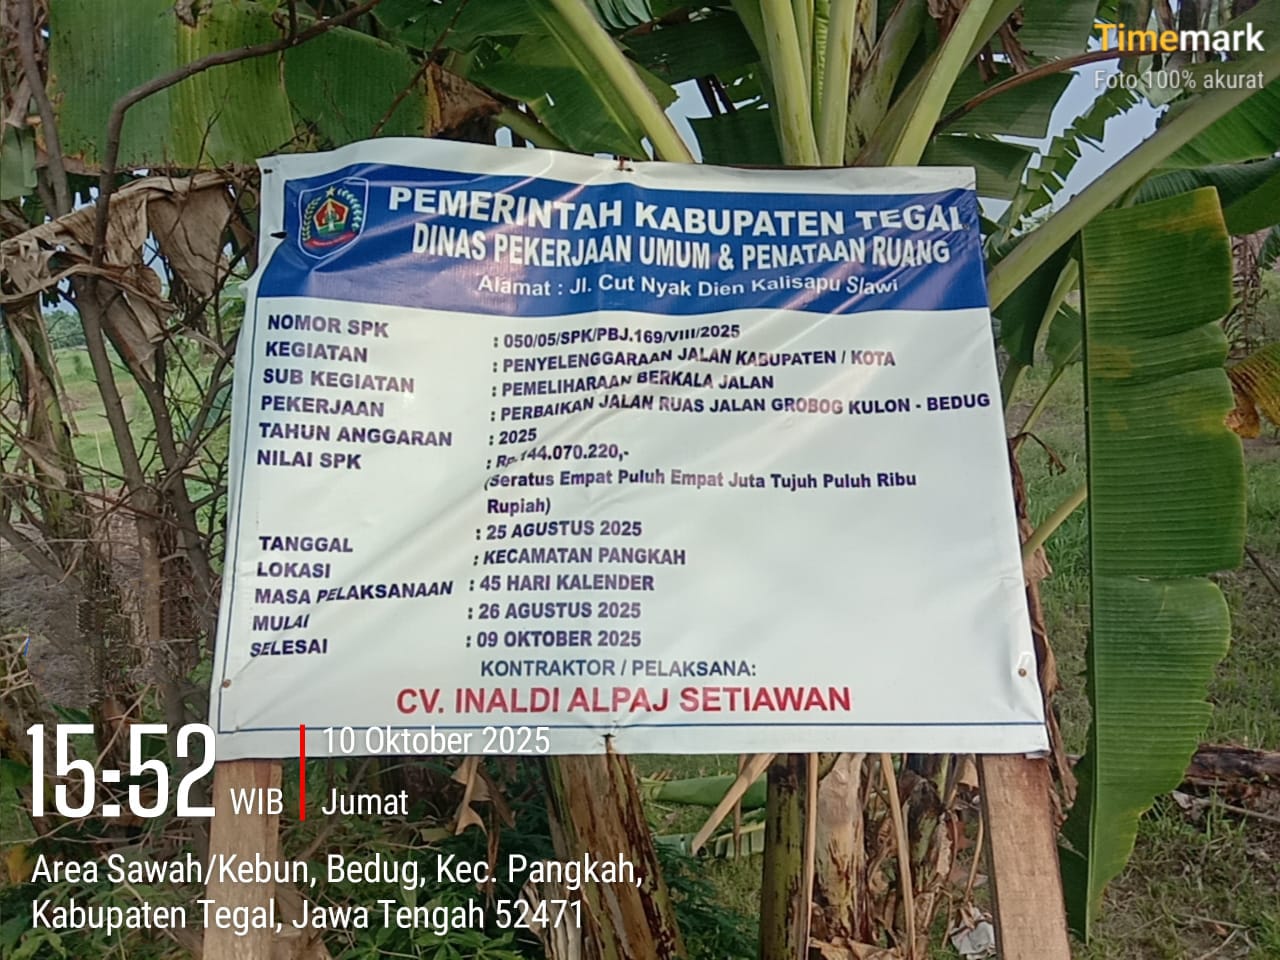 Timemark
Foto 100% akurat
PEMERINTAH KABUPATEN TEGAL
DINAS PEKERJAAN UMUM & PENATAAN RUANG
Alamat : Jl. Cut Nyak Dien Kalisapu Slawi
NOMOR SPK : 050/05/SPK/PBJ.169/VIII/2025
KEGIATAN : PENYELENGGARAAN JALAN KABUPATEN / KOTA
SUB KEGIATAN : PEMELIHARAAN BERKALA JALAN
PEKERJAAN : PERBAIKAN JALAN RUAS JALAN GROBOG KULON - BEDUG
TAHUN ANGGARAN : 2025
NILAI SPK : Rp.144.070.220,-
(Seratus Empat Puluh Empat Juta Tujuh Puluh Ribu
Rupiah)
TANGGAL : 25 AGUSTUS 2025
LOKASI : KECAMATAN PANGKAH
MASA PELAKSANAAN : 45 HARI KALENDER
MULAI : 26 AGUSTUS 2025
SELESAI : 09 OKTOBER 2025
KONTRAKTOR / PELAKSANA:
CV. INALDI ALPAJ SETIAWAN
15:52 WIB
10 Oktober 2025
Jumat
Area Sawah/Kebun, Bedug, Kec. Pangkah,
Kabupaten Tegal, Jawa Tengah 52471